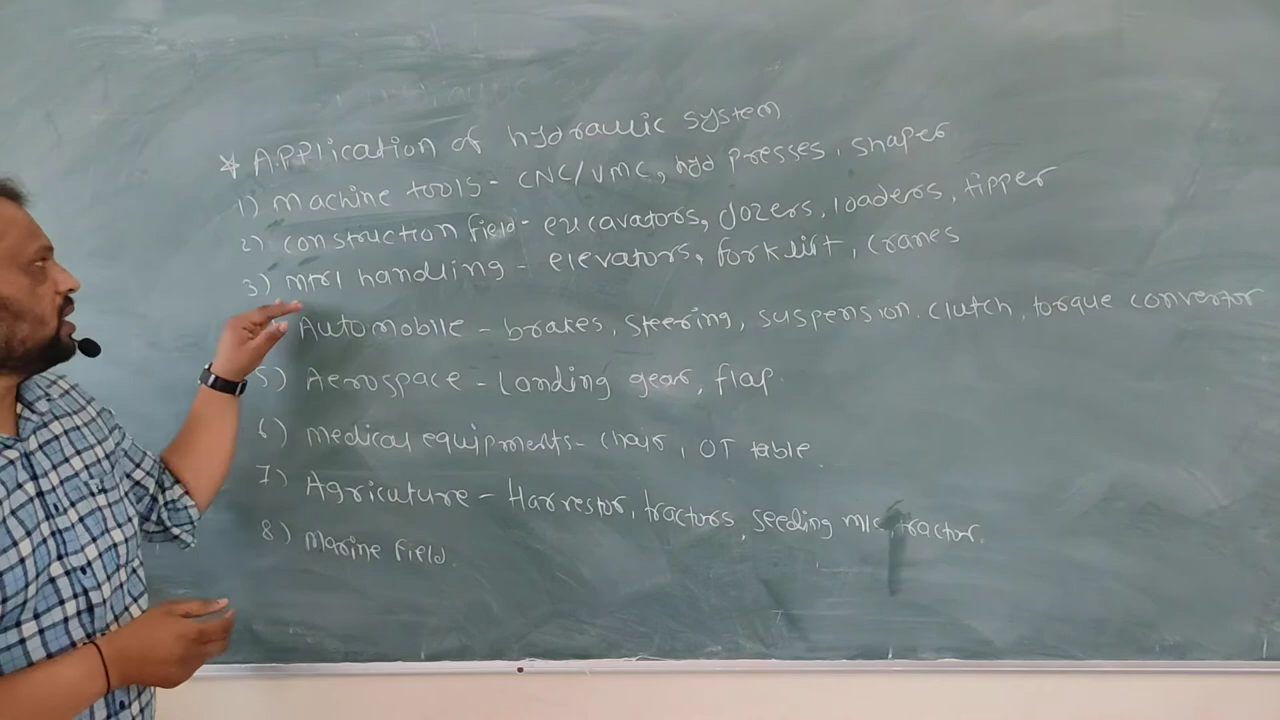 * Application of hydraulic system
1) Machine tools - CNC/VMC, hyd presses, shaper
2) construction field - excavators, dozers, loaders, tipper
3) Mtrl handling - elevators, forklift, cranes
Automobile - brakes, steering, suspension, clutch, torque convertor
5) Aerospace - Landing gear, flap.
6) Medical equipments - chair, OT table.
7) Agricuture - Harvestor, tractors, seeding m/c, tractor.
8) Marine field.